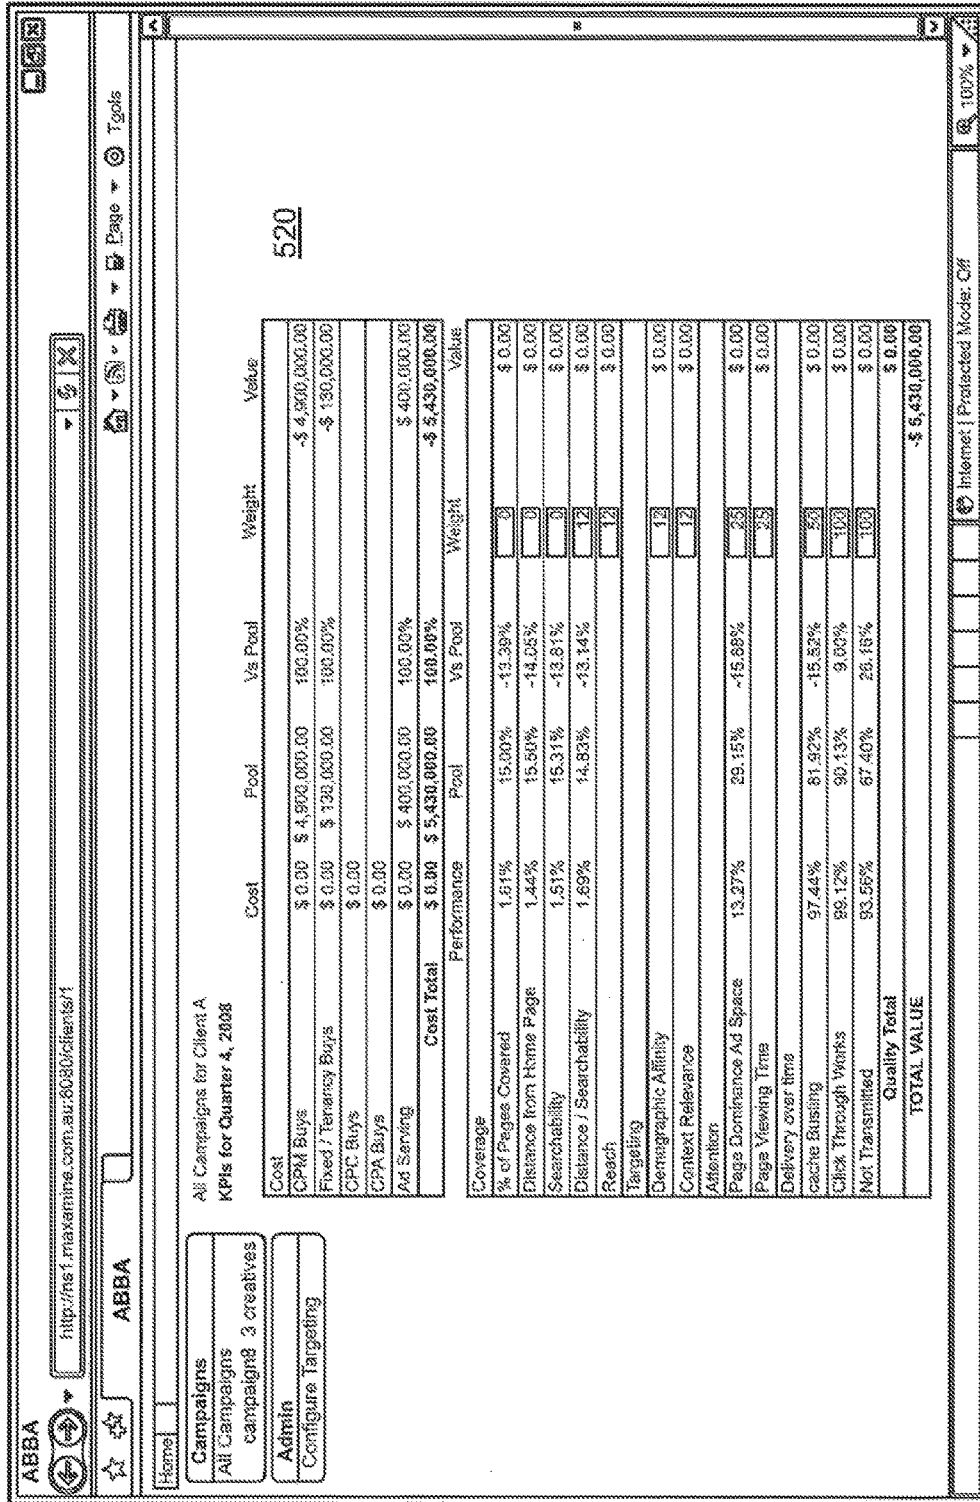 ABBA
http://ns1.maxamine.com.au:8080/clients/1
ABBA
Page Tools
Home
Campaigns
All Campaigns
campaign8 3 creatives
Admin
Configure Targeting
All Campaigns for Client A
KPIs for Quarter 4, 2008
520
Cost Pool Vs Pool Weight Value
Cost
CPM Buys $ 0.00 $ 4,900,000.00 100.00% -$ 4,900,000.00
Fixed / Tenancy Buys $ 0.00 $ 130,000.00 100.00% -$ 130,000.00
CPC Buys $ 0.00
CPA Buys $ 0.00
Ad Serving $ 0.00 $ 400,000.00 100.00% $ 400,000.00
Cost Total $ 0.00 $ 5,430,000.00 100.00% -$ 5,430,000.00
Performance Pool Vs Pool Weight Value
Coverage
% of Pages Covered 1.61% 15.00% -13.39% 0 $ 0.00
Distance from Home Page 1.44% 15.50% -14.05% 0 $ 0.00
Searchability 1.51% 15.31% -13.81% 0 $ 0.00
Distance / Searchability 1.69% 14.83% -13.14% 12 $ 0.00
Reach 12 $ 0.00
Targeting
Demographic Affinity 12 $ 0.00
Context Relevance 12 $ 0.00
Attention
Page Dominance Ad Space 13.27% 29.15% -15.88% 25 $ 0.00
Page Viewing Time 25 $ 0.00
Delivery over time
cache Busting 97.44% 81.92% -15.52% 50 $ 0.00
Click Through Works 99.12% 90.13% 9.00% 100 $ 0.00
Not Transmitted 93.56% 67.40% 26.16% 100 $ 0.00
Quality Total $ 0.00
TOTAL VALUE -$ 5,430,000.00
Internet | Protected Mode: Off
100%